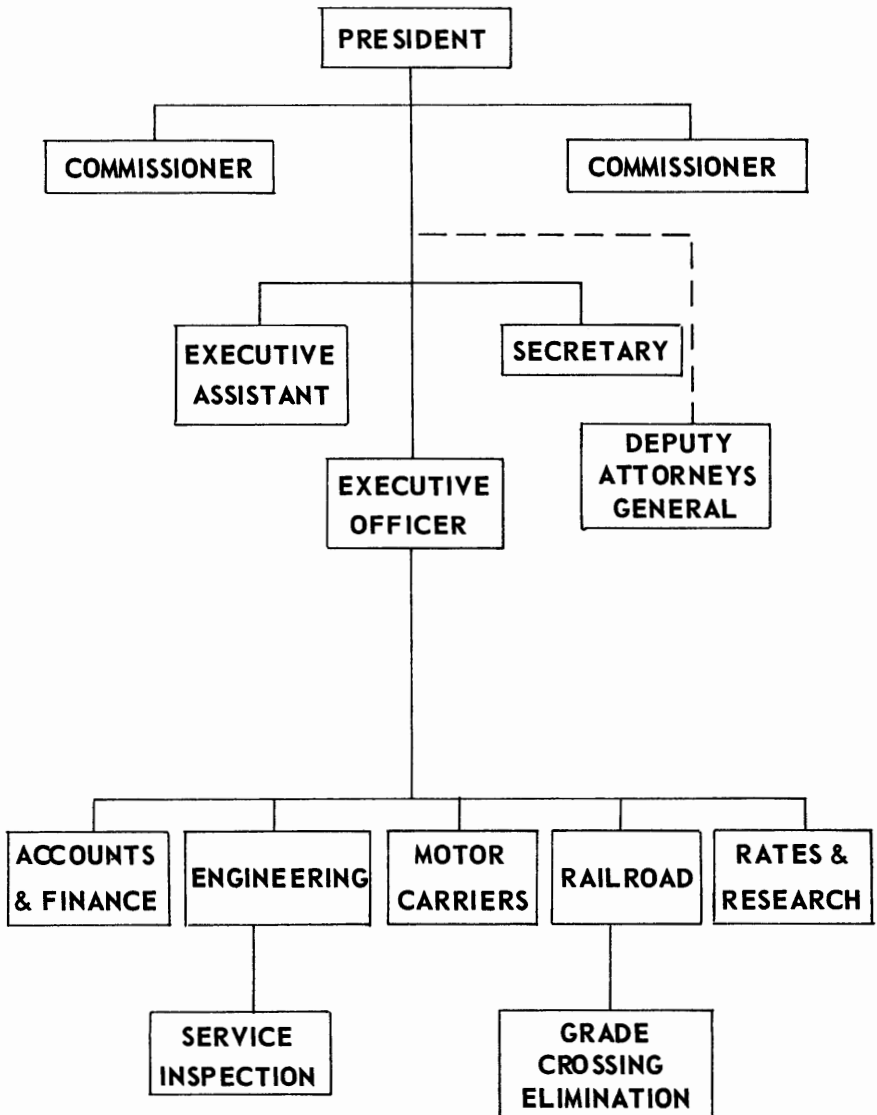 PRESIDENT
COMMISSIONER
COMMISSIONER
EXECUTIVE
ASSISTANT
SECRETARY
DEPUTY
ATTORNEYS
GENERAL
EXECUTIVE
OFFICER
ACCOUNTS
& FINANCE
ENGINEERING
MOTOR
CARRIERS
RAILROAD
RATES &
RESEARCH
SERVICE
INSPECTION
GRADE
CROSSING
ELIMINATION